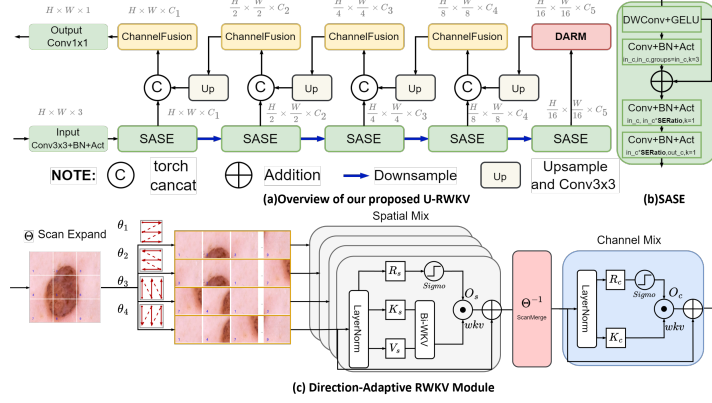 H × W × 1
H × W × C1
H/2 × W/2 × C2
H/4 × W/4 × C3
H/8 × W/8 × C4
H/16 × W/16 × C5
Output
Conv1x1
ChannelFusion
ChannelFusion
ChannelFusion
ChannelFusion
DARM
C
Up
C
Up
C
Up
C
Up
H × W × 3
H × W × C1
H/2 × W/2 × C2
H/4 × W/4 × C3
H/8 × W/8 × C4
H/16 × W/16 × C5
Input
Conv3x3+BN+Act
SASE
SASE
SASE
SASE
SASE
NOTE:
C
torch
cancat
Addition
Downsample
Up
Upsample
and Conv3x3
(a)Overview of our proposed U-RWKV
DWConv+GELU
Conv+BN+Act
in_c,in_c,groups=in_c,k=3
Conv+BN+Act
in_c, in_c*SERatio,k=1
Conv+BN+Act
in_c*SERatio,out_c,k=1
(b)SASE
Θ Scan Expand
θ1
θ2
θ3
θ4
Spatial Mix
LayerNorm
Rs
Sigmo
Ks
Vs
Bi-WKV
Os
wkv
Θ−1
ScanMerge
Channel Mix
LayerNorm
Rc
Sigmo
Kc
Oc
wkv
(c) Direction-Adaptive RWKV Module